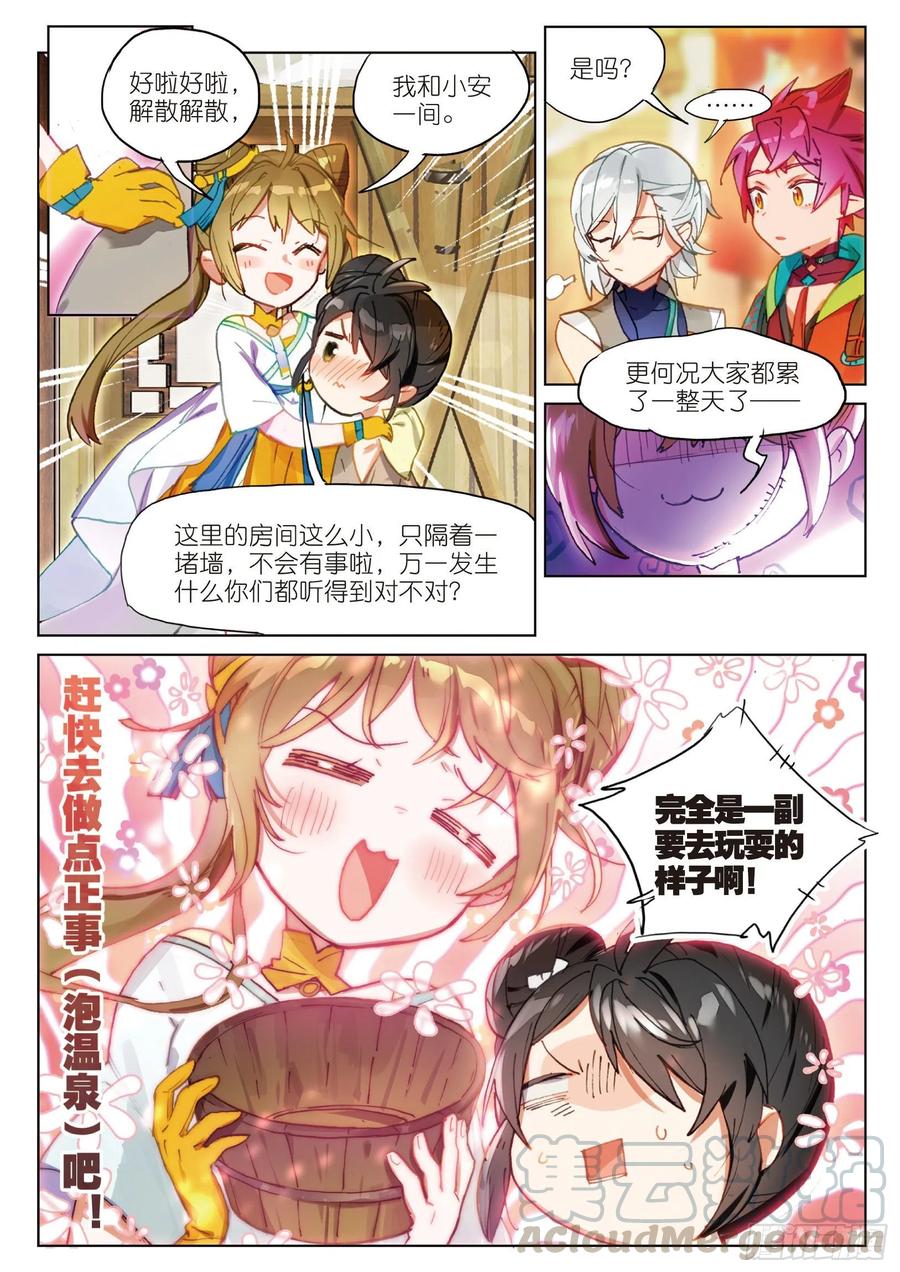 好啦好啦，
解散解散，
我和小安
一间。
这里的房间这么小，只隔着一
堵墙，不会有事啦，万一发生
什么你们都听得到对不对？
是吗？
……
更何况大家都累
了一整天了——
赶快去做点正事（泡温泉）吧！
完全是一副
要去玩耍的
样子啊！
集云数据
AcloudMerge.com